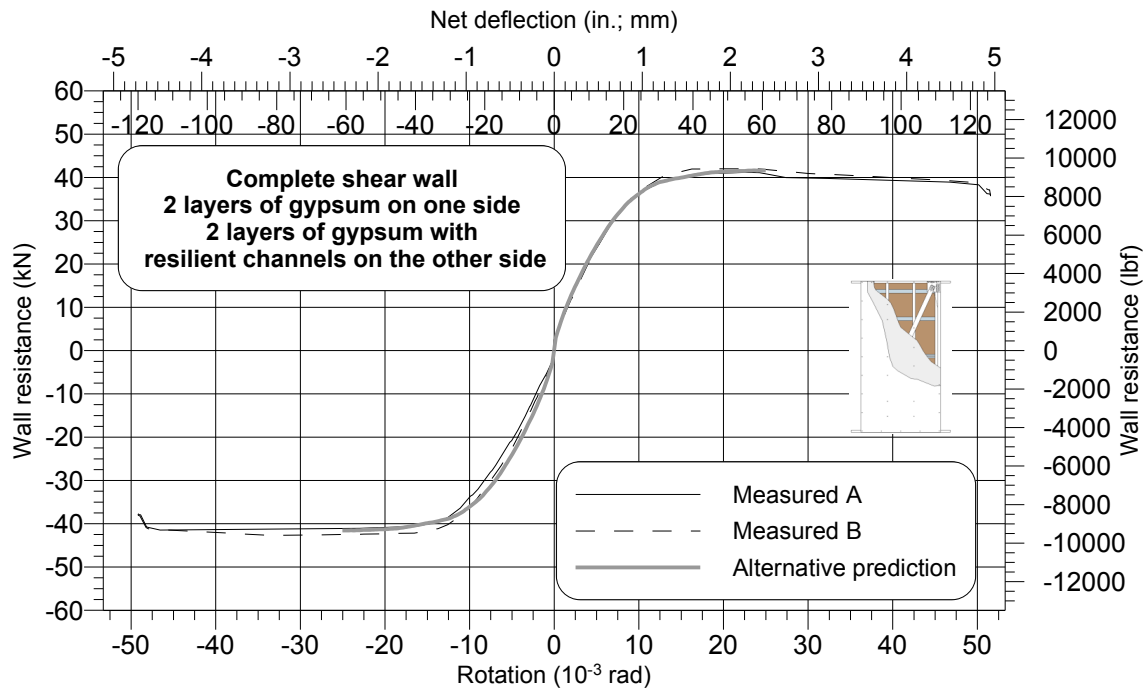 Net deflection (in.; mm)
-5 -4 -3 -2 -1 0 1 2 3 4 5
-120 -100 -80 -60 -40 -20 0 20 40 60 80 100 120
60
50
40
30
20
10
0
-10
-20
-30
-40
-50
-60
Wall resistance (kN)
Complete shear wall
2 layers of gypsum on one side
2 layers of gypsum with
resilient channels on the other side
12000
10000
8000
6000
4000
2000
0
-2000
-4000
-6000
-8000
-10000
-12000
Wall resistance (lbf)
Measured A
Measured B
Alternative prediction
-50 -40 -30 -20 -10 0 10 20 30 40 50
Rotation (10⁻³ rad)